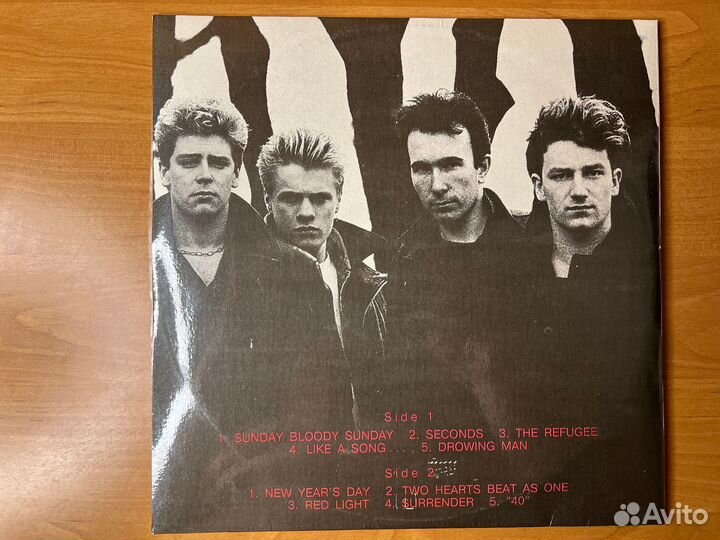 Side 1
1. SUNDAY BLOODY SUNDAY 2. SECONDS 3. THE REFUGEE
4. LIKE A SONG.... 5. DROWING MAN
Side 2
1. NEW YEAR'S DAY 2. TWO HEARTS BEAT AS ONE
3. RED LIGHT 4. SURRENDER 5. "40"
Avito